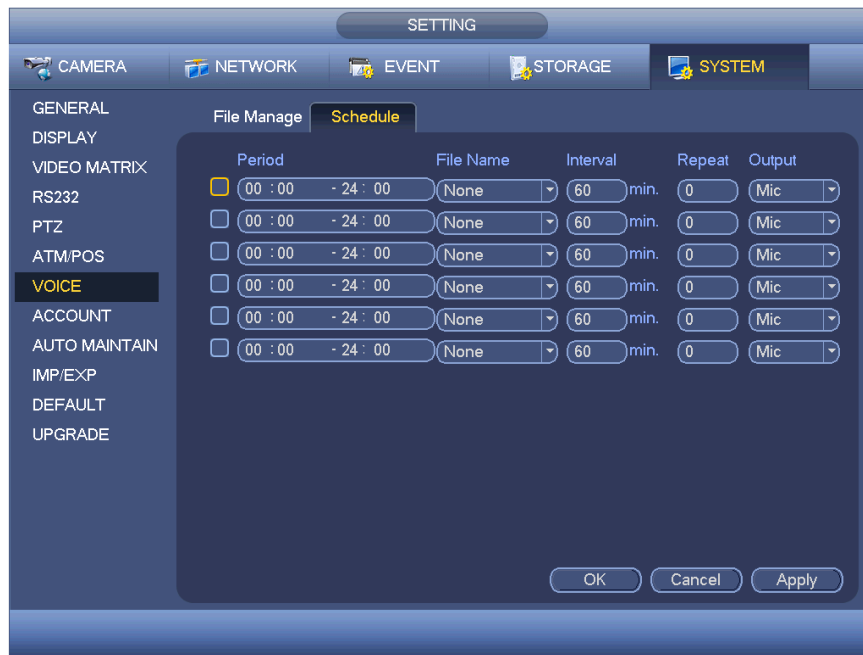 SETTING
CAMERA NETWORK EVENT STORAGE SYSTEM
GENERAL
DISPLAY
VIDEO MATRIX
RS232
PTZ
ATM/POS
VOICE
ACCOUNT
AUTO MAINTAIN
IMP/EXP
DEFAULT
UPGRADE
File Manage Schedule
Period File Name Interval Repeat Output
00 : 00 - 24 : 00 None 60 min. 0 Mic
00 : 00 - 24 : 00 None 60 min. 0 Mic
00 : 00 - 24 : 00 None 60 min. 0 Mic
00 : 00 - 24 : 00 None 60 min. 0 Mic
00 : 00 - 24 : 00 None 60 min. 0 Mic
00 : 00 - 24 : 00 None 60 min. 0 Mic
OK Cancel Apply